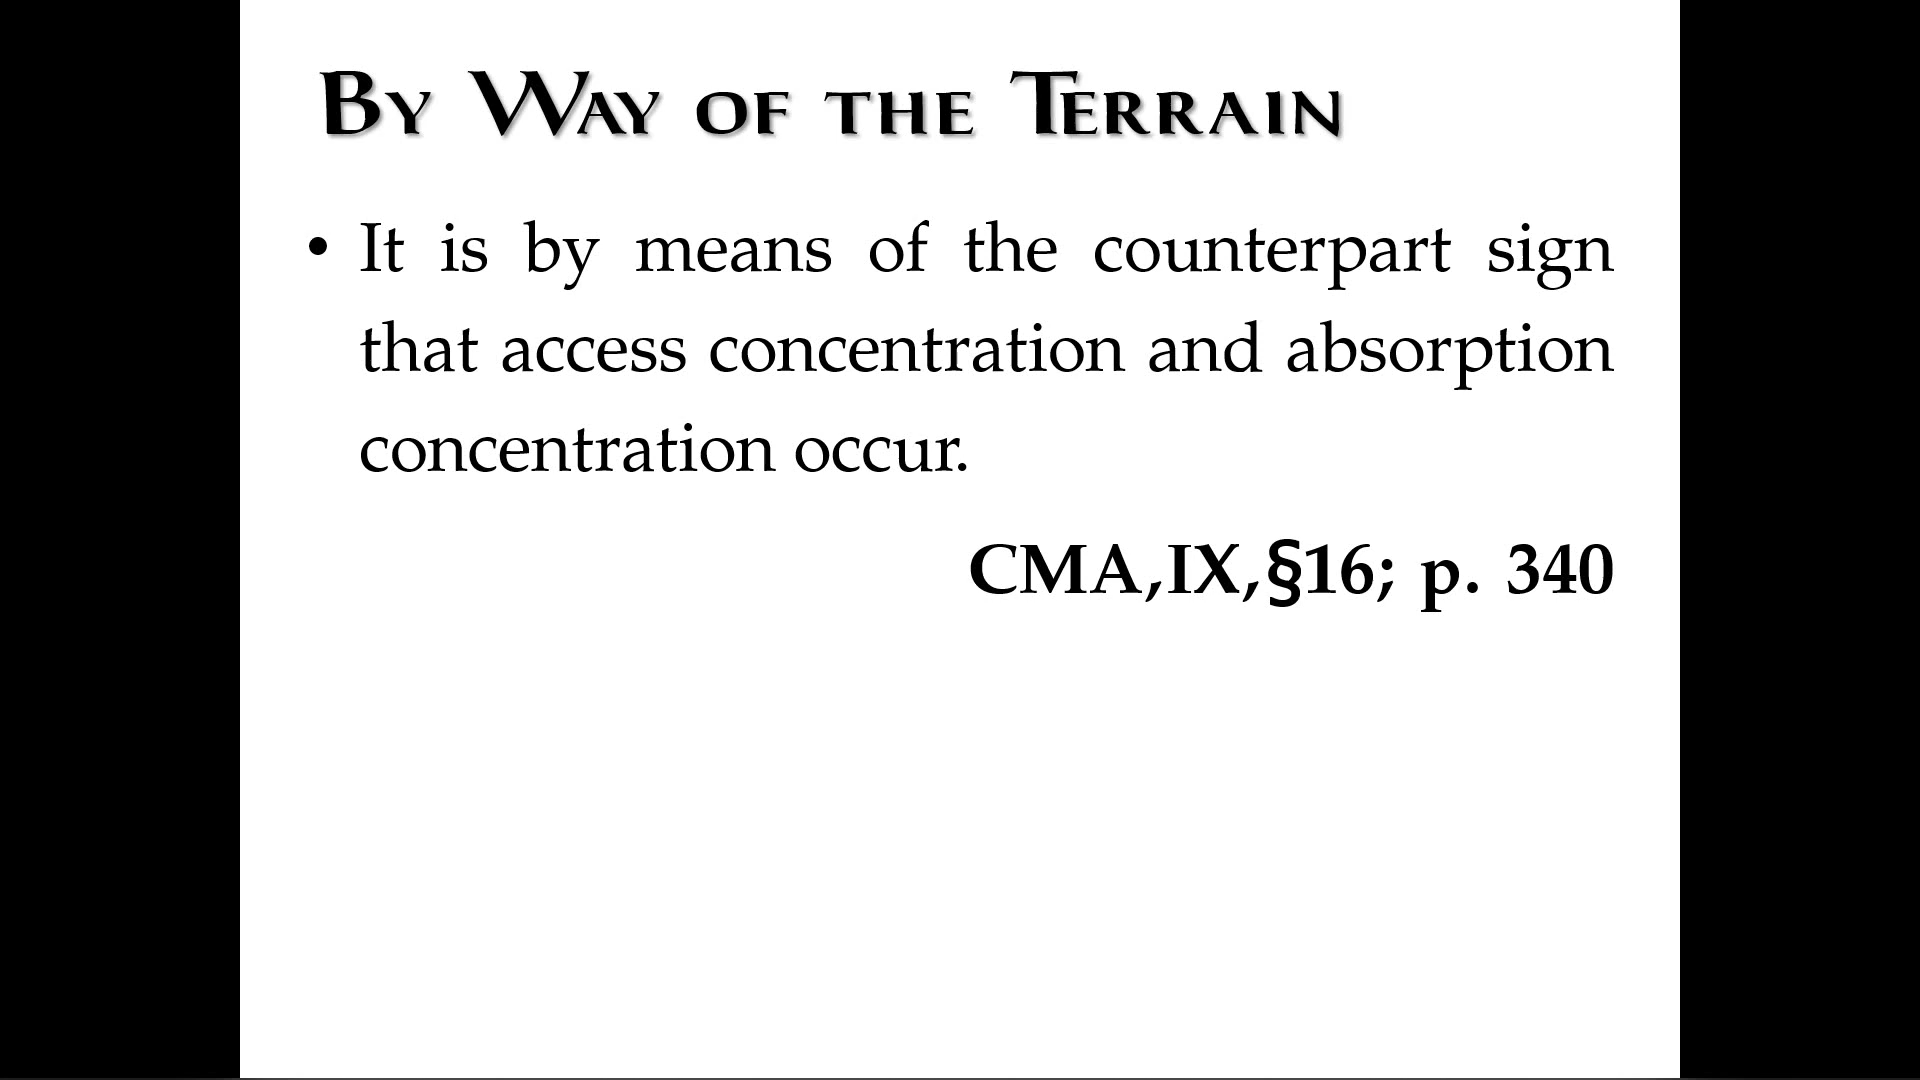 By Way of the Terrain
• It is by means of the counterpart sign
that access concentration and absorption
concentration occur.
CMA,IX,§16; p. 340